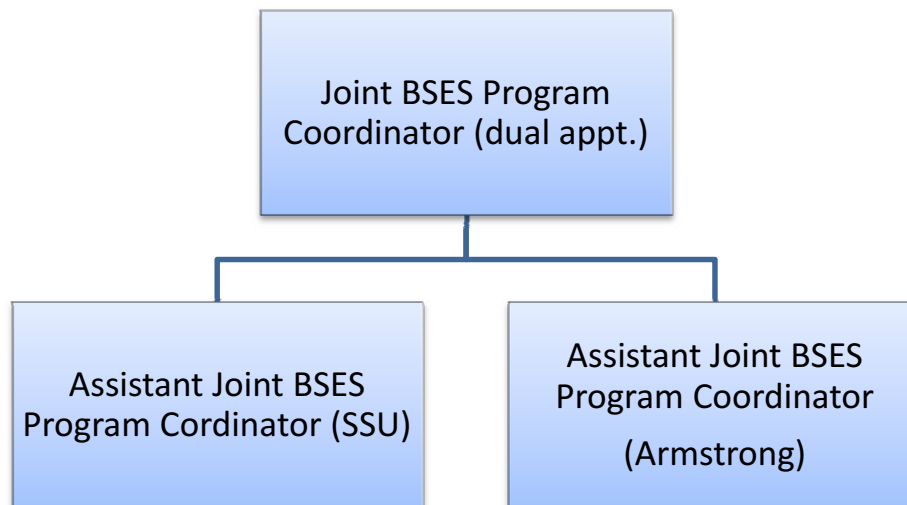 Joint BSES Program
Coordinator (dual appt.)
Assistant Joint BSES
Program Cordinator (SSU)
Assistant Joint BSES
Program Coordinator
(Armstrong)